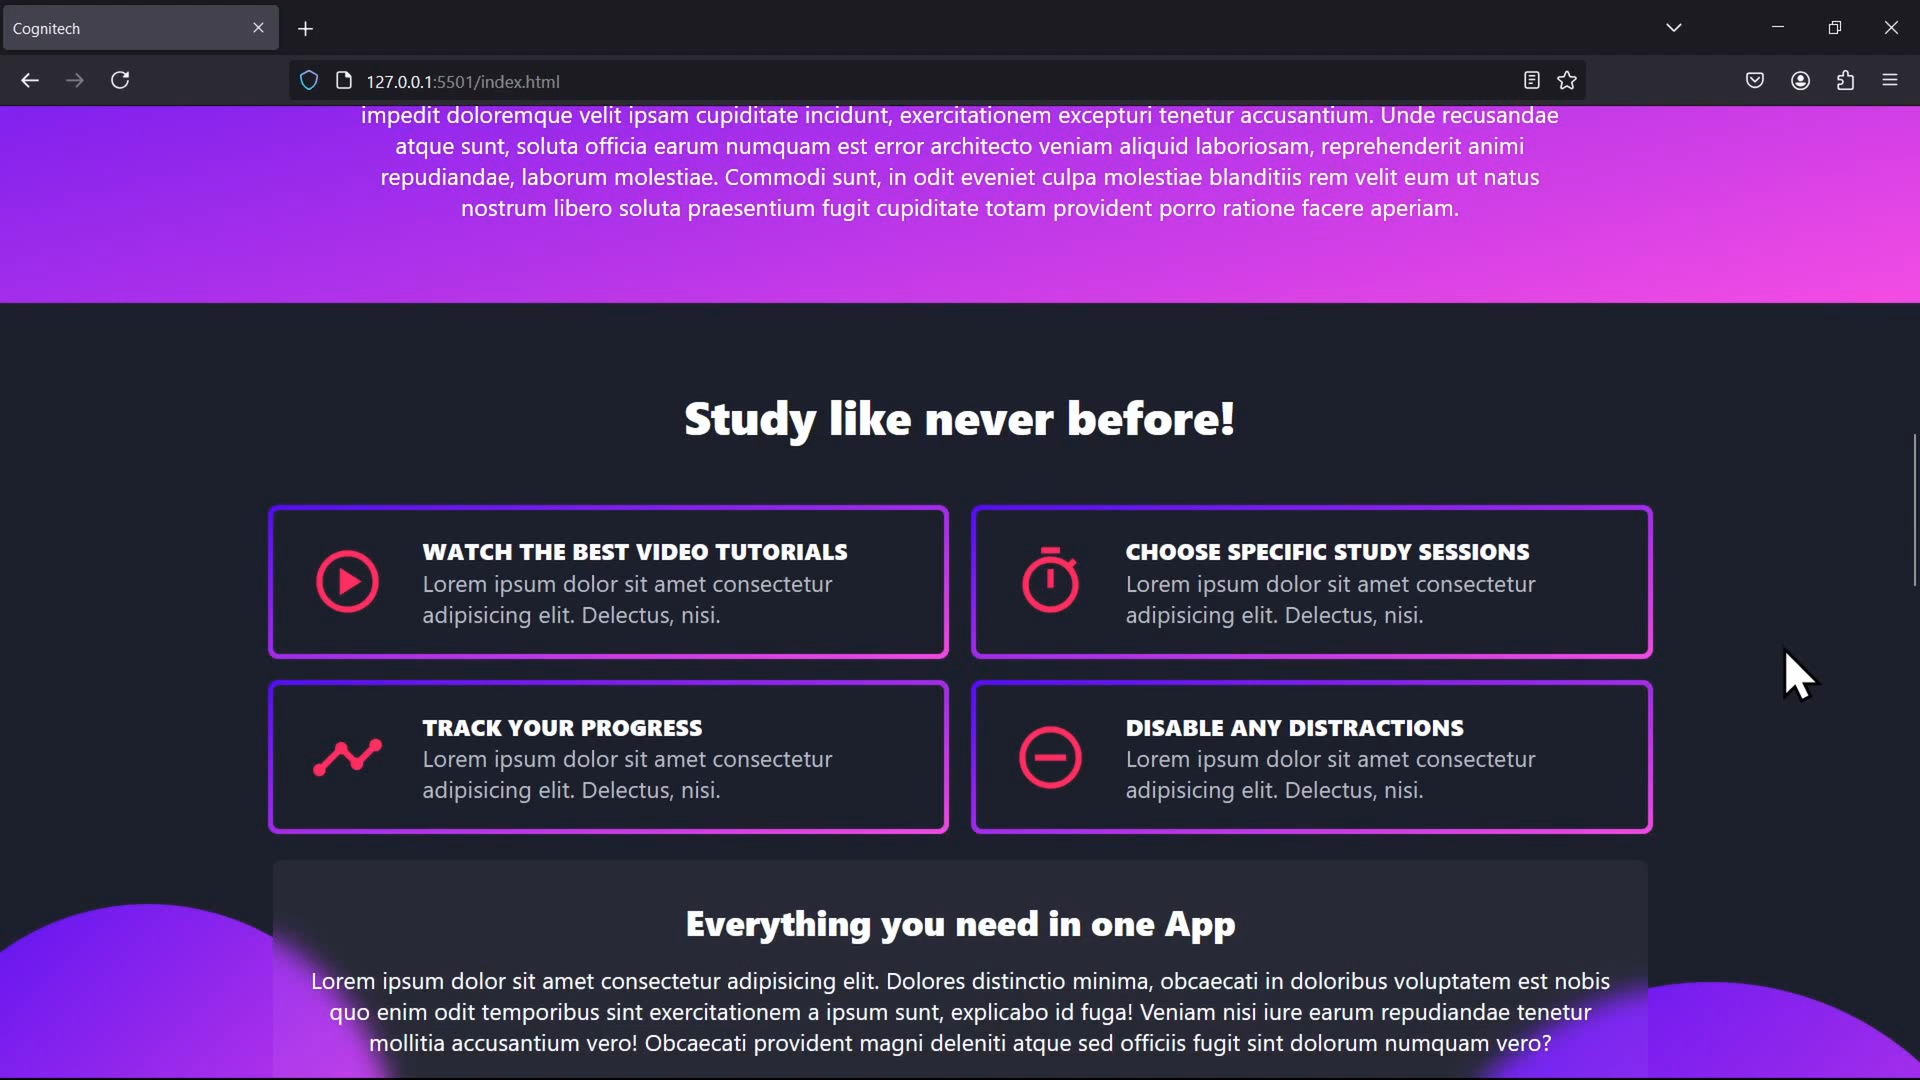 Cognitech
127.0.0.1:5501/index.html
impedit doloremque velit ipsam cupiditate incidunt, exercitationem excepturi tenetur accusantium. Unde recusandae
atque sunt, soluta officia earum numquam est error architecto veniam aliquid laboriosam, reprehenderit animi
repudiandae, laborum molestiae. Commodi sunt, in odit eveniet culpa molestiae blanditiis rem velit eum ut natus
nostrum libero soluta praesentium fugit cupiditate totam provident porro ratione facere aperiam.
Study like never before!
WATCH THE BEST VIDEO TUTORIALS
Lorem ipsum dolor sit amet consectetur
adipisicing elit. Delectus, nisi.
CHOOSE SPECIFIC STUDY SESSIONS
Lorem ipsum dolor sit amet consectetur
adipisicing elit. Delectus, nisi.
TRACK YOUR PROGRESS
Lorem ipsum dolor sit amet consectetur
adipisicing elit. Delectus, nisi.
DISABLE ANY DISTRACTIONS
Lorem ipsum dolor sit amet consectetur
adipisicing elit. Delectus, nisi.
Everything you need in one App
Lorem ipsum dolor sit amet consectetur adipisicing elit. Dolores distinctio minima, obcaecati in doloribus voluptatem est nobis
quo enim odit temporibus sint exercitationem a ipsum sunt, explicabo id fuga! Veniam nisi iure earum repudiandae tenetur
mollitia accusantium vero! Obcaecati provident magni deleniti atque sed officiis fugit sint dolorum numquam vero?